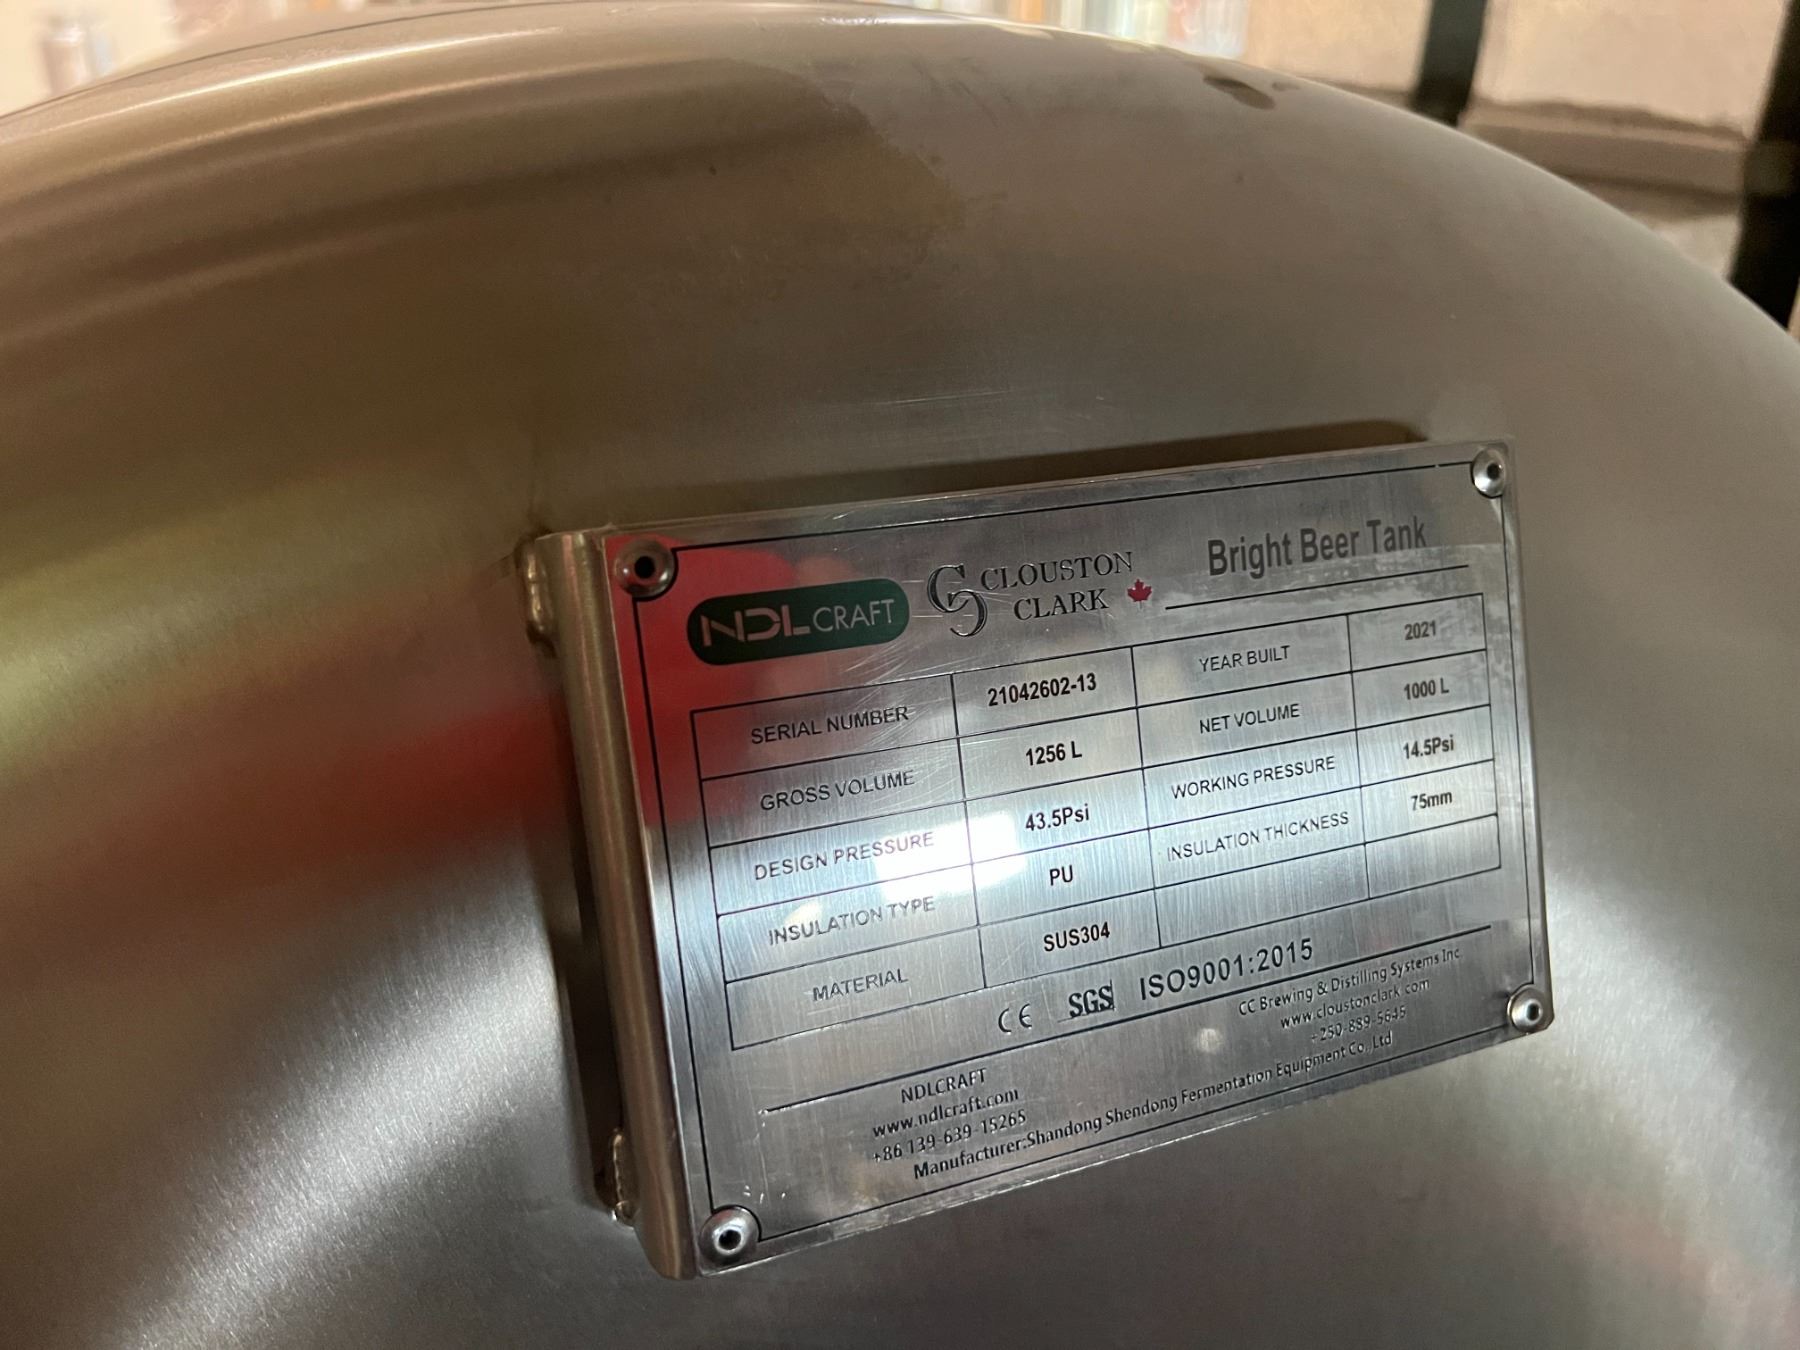 NDLCRAFT CLOUSTON CLARK Bright Beer Tank
SERIAL NUMBER 21042602-13 YEAR BUILT 2021
GROSS VOLUME 1256 L NET VOLUME 1000 L
DESIGN PRESSURE 43.5Psi WORKING PRESSURE 14.5Psi
INSULATION TYPE PU INSULATION THICKNESS 75mm
MATERIAL SUS304
CE SGS ISO9001:2015
NDLCRAFT
www.ndlcraft.com
+86 139-639-15265
CC Brewing & Distilling Systems Inc
www.cloustonclark.com
+250-889-5645
Manufacturer:Shandong Shendong Fermentation Equipment Co.,Ltd